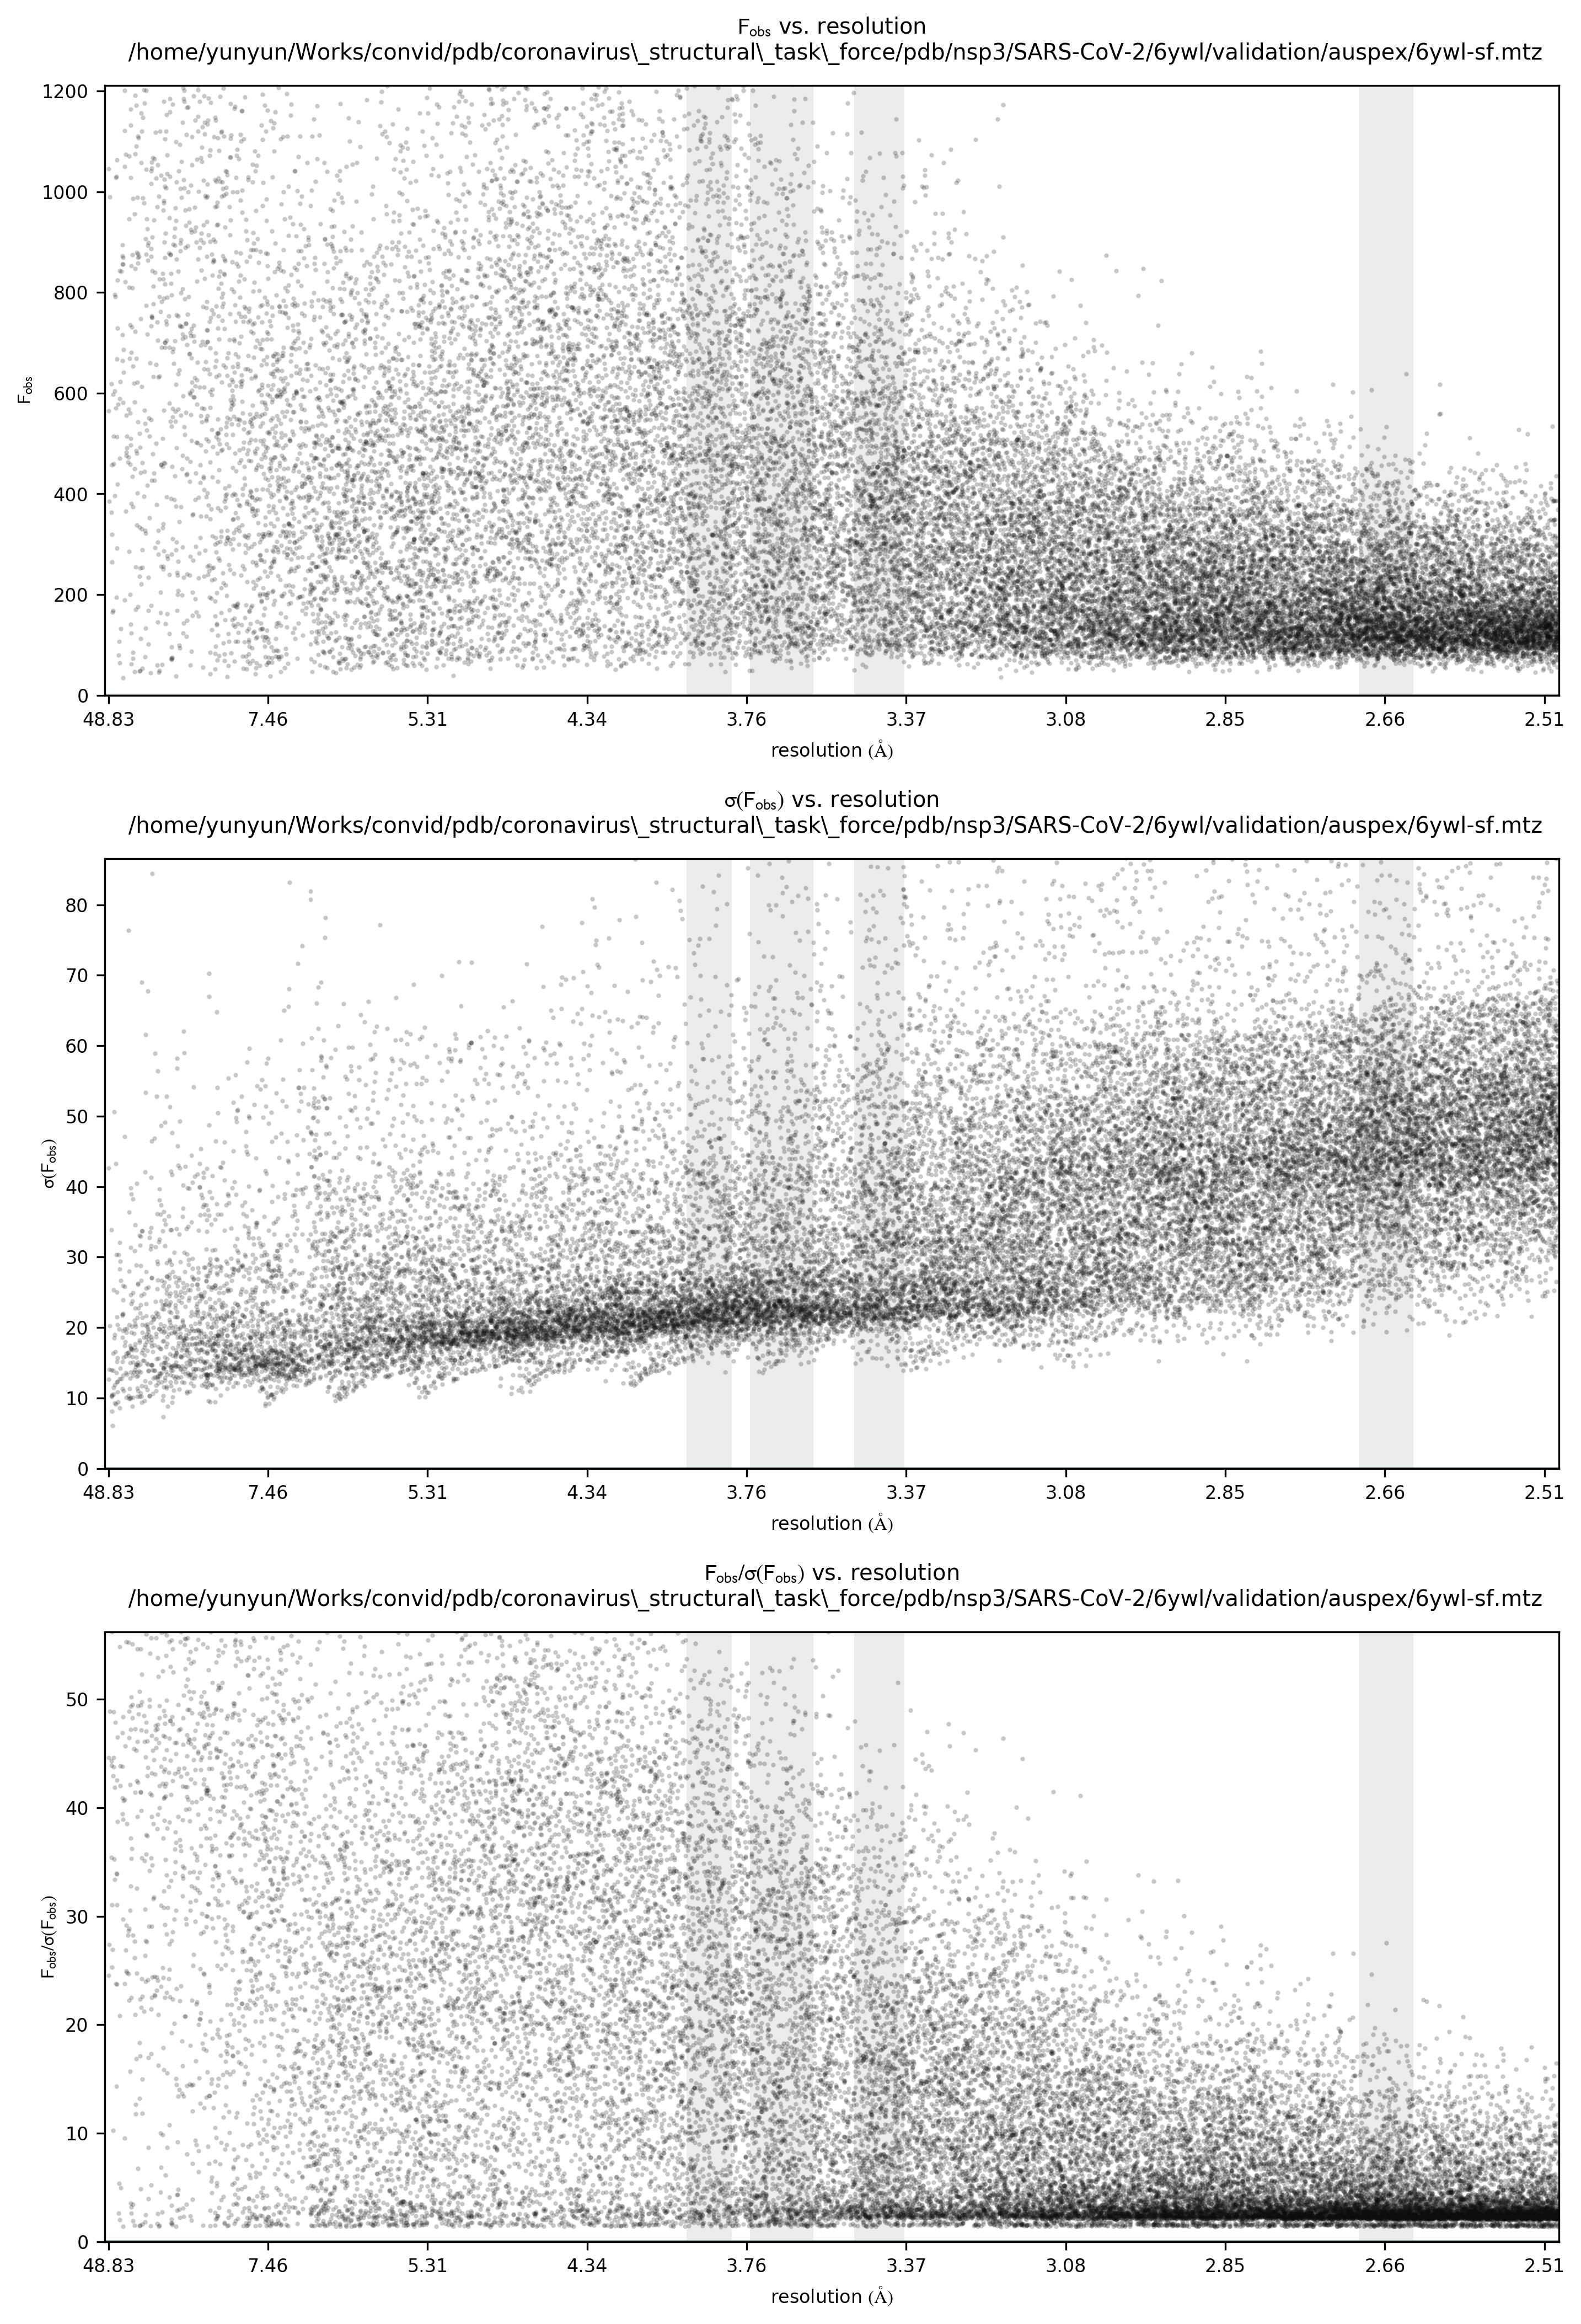 Fobs vs. resolution
/home/yunyun/Works/convid/pdb/coronavirus\_structural\_task\_force/pdb/nsp3/SARS-CoV-2/6ywl/validation/auspex/6ywl-sf.mtz
1200
1000
800
600
400
200
0
Fobs
48.83 7.46 5.31 4.34 3.76 3.37 3.08 2.85 2.66 2.51
resolution (Å)
σ(Fobs) vs. resolution
/home/yunyun/Works/convid/pdb/coronavirus\_structural\_task\_force/pdb/nsp3/SARS-CoV-2/6ywl/validation/auspex/6ywl-sf.mtz
80
70
60
50
40
30
20
10
0
σ(Fobs)
48.83 7.46 5.31 4.34 3.76 3.37 3.08 2.85 2.66 2.51
resolution (Å)
Fobs/σ(Fobs) vs. resolution
/home/yunyun/Works/convid/pdb/coronavirus\_structural\_task\_force/pdb/nsp3/SARS-CoV-2/6ywl/validation/auspex/6ywl-sf.mtz
50
40
30
20
10
0
Fobs/σ(Fobs)
48.83 7.46 5.31 4.34 3.76 3.37 3.08 2.85 2.66 2.51
resolution (Å)